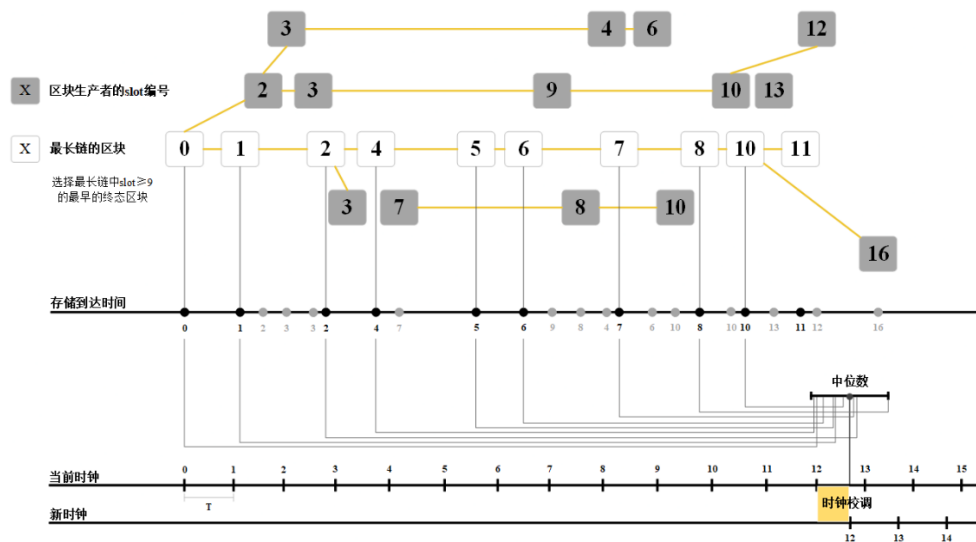 3 4 6 12
X 区块生产者的slot编号 2 3 9 10 13
X 最长链的区块 0 1 2 4 5 6 7 8 10 11
选择最长链中slot≥9
的最早的终态区块
3 7 8 10
16
存储到达时间
0 1 2 3 3 2 4 7 5 6 9 8 4 7 6 10 8 10 10 13 11 12 16
中位数
0 1 2 3 4 5 6 7 8 9 10 11 12 13 14 15
当前时钟
T
时钟校调
新时钟
12 13 14